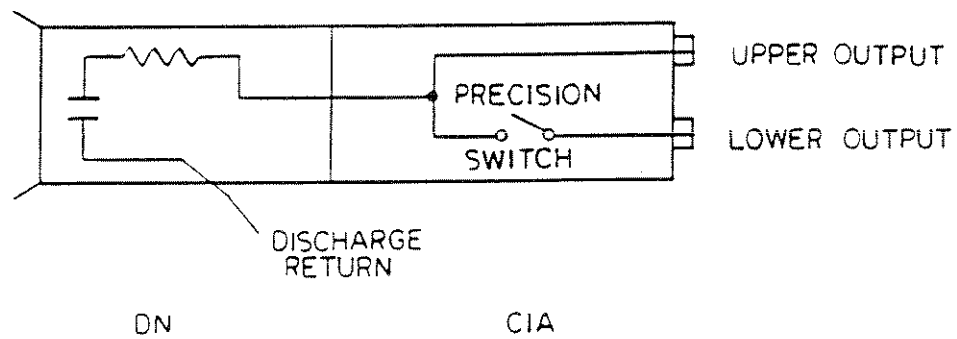 UPPER OUTPUT
PRECISION
SWITCH
LOWER OUTPUT
DISCHARGE
RETURN
DN
CIA